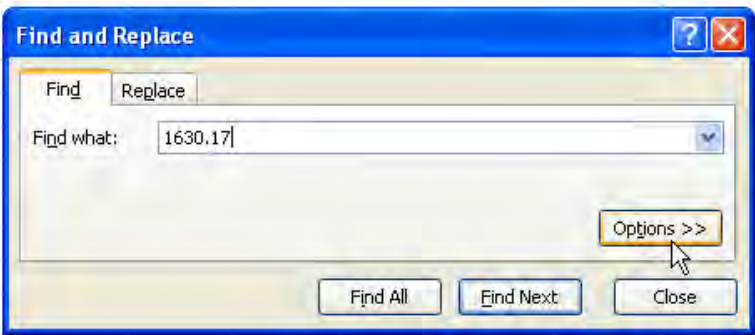 Find and Replace
Find Replace
Find what: 1630.17
Options >>
Find All Find Next Close